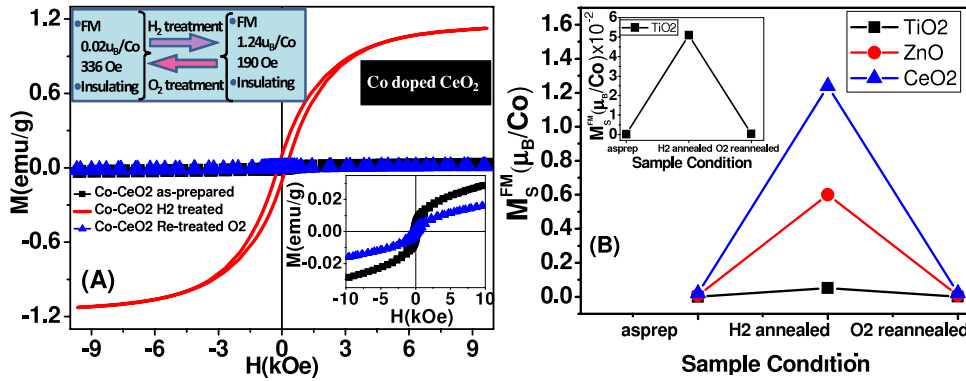 •FM
0.02uB/Co
336 Oe
•Insulating
H2 treatment
O2 treatment
•FM
1.24uB/Co
190 Oe
•Insulating
Co doped CeO2
M(emu/g)
1.2
0.6
0.0
-0.6
-1.2
Co-CeO2 as-prepared
Co-CeO2 H2 treated
Co-CeO2 Re-treated O2
(A)
M(emu/g)
0.02
0.00
-0.02
-10 -5 0 5 10
H(kOe)
-9 -6 -3 0 3 6 9
H(kOe)
M_S^FM(μB/Co)
1.6
1.4
1.2
1.0
0.8
0.6
0.4
0.2
0.0
M_S^FM(μB/Co)×10-2
6
5
4
3
2
1
0
TiO2
asprep H2 annealed O2 reannealed
Sample Condition
TiO2
ZnO
CeO2
(B)
asprep H2 annealed O2 reannealed
Sample Condition